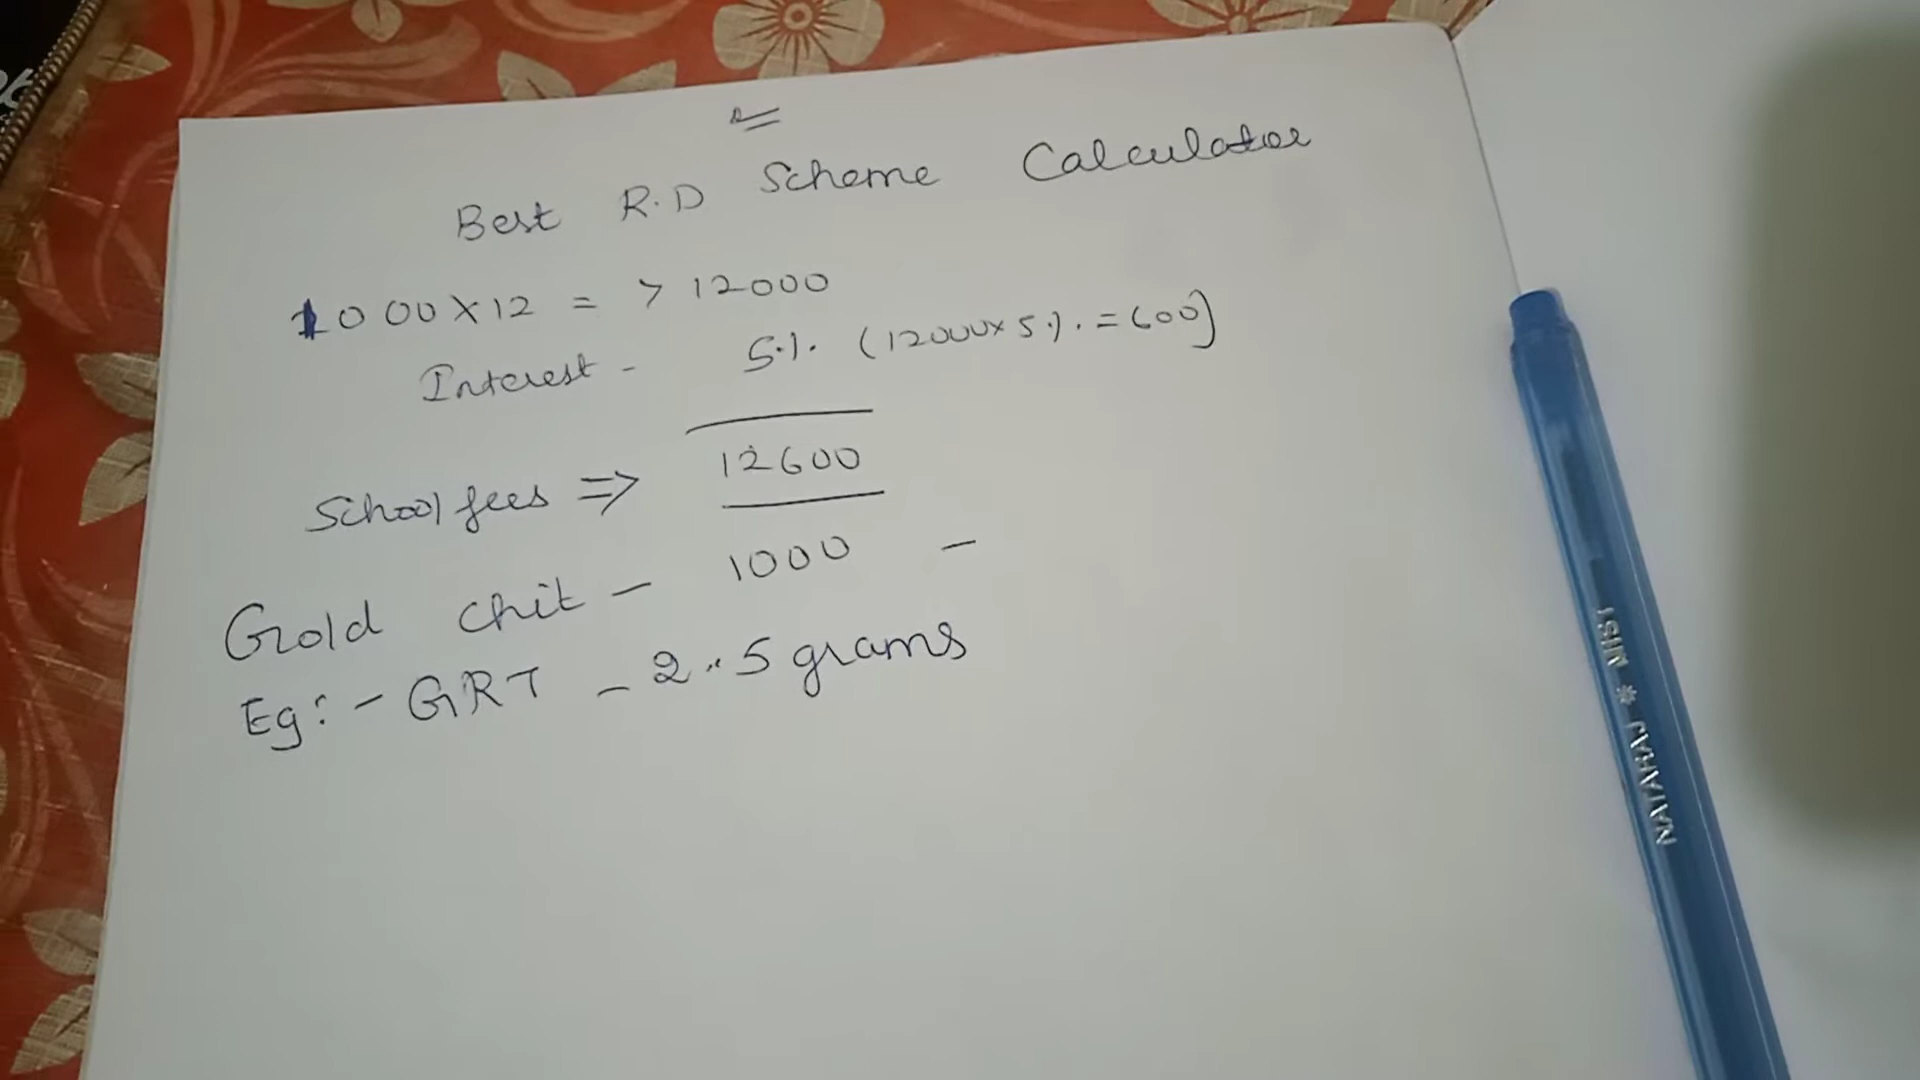 Best R.D Scheme Calculator
1000 X 12 = > 12000
Interest - 5% (12000 x 5% = 600)
School fees => 12600
Gold chit - 1000 -
Eg:- GRT - 2.5 grams
NATARAJ * MIST